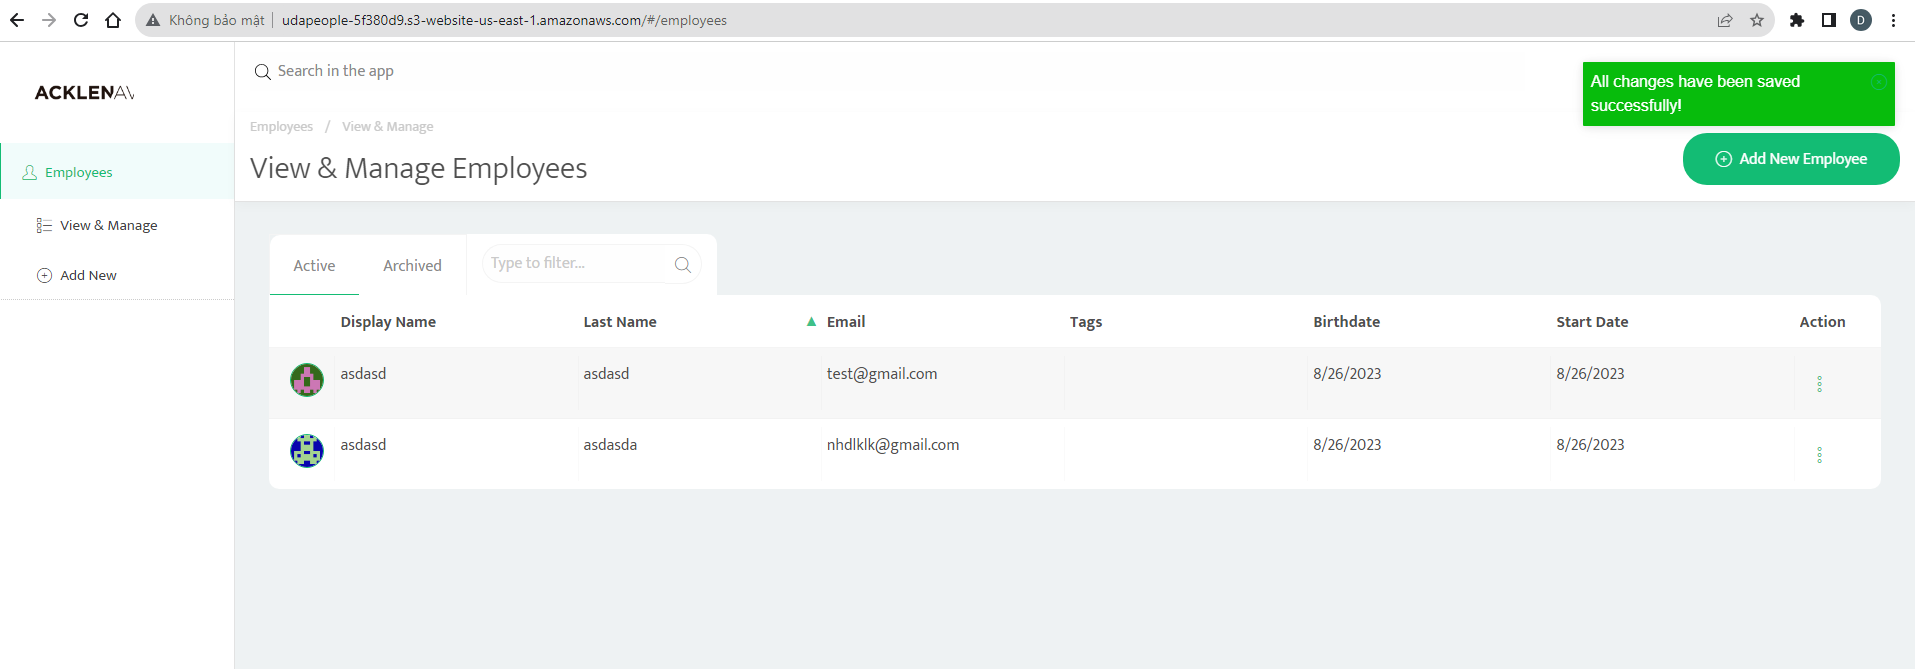 Không bảo mật
udapeople-5f380d9.s3-website-us-east-1.amazonaws.com/#/employees
D
ACKLENAV
Search in the app
All changes have been saved
successfully!
Employees / View & Manage
View & Manage Employees
Add New Employee
Employees
View & Manage
Add New
Active
Archived
Type to filter...
Display Name Last Name Email Tags Birthdate Start Date Action
asdasd asdasd test@gmail.com 8/26/2023 8/26/2023
asdasd asdasda nhdlklk@gmail.com 8/26/2023 8/26/2023